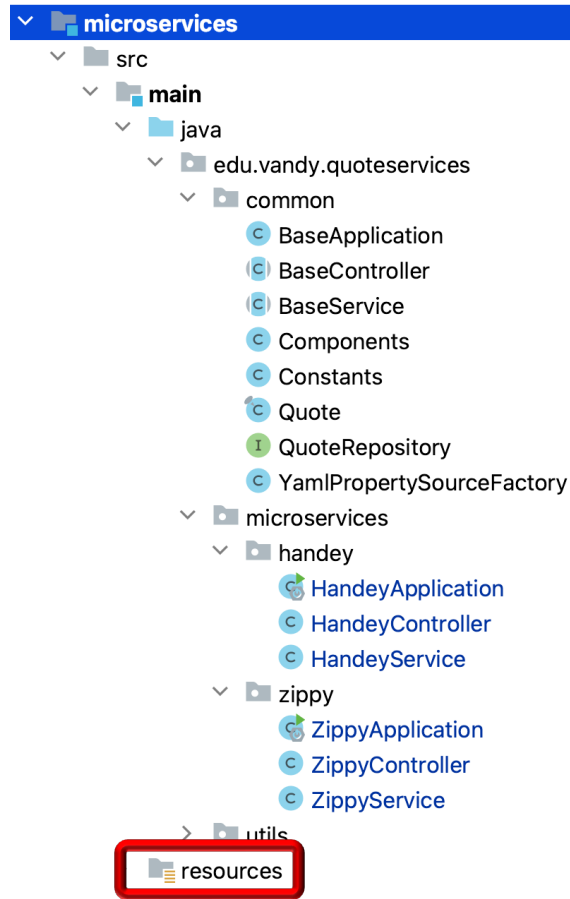 microservices
src
main
java
edu.vandy.quoteservices
common
C BaseApplication
C BaseController
C BaseService
C Components
C Constants
C Quote
I QuoteRepository
C YamlPropertySourceFactory
microservices
handey
C HandeyApplication
C HandeyController
C HandeyService
zippy
C ZippyApplication
C ZippyController
C ZippyService
utils
resources